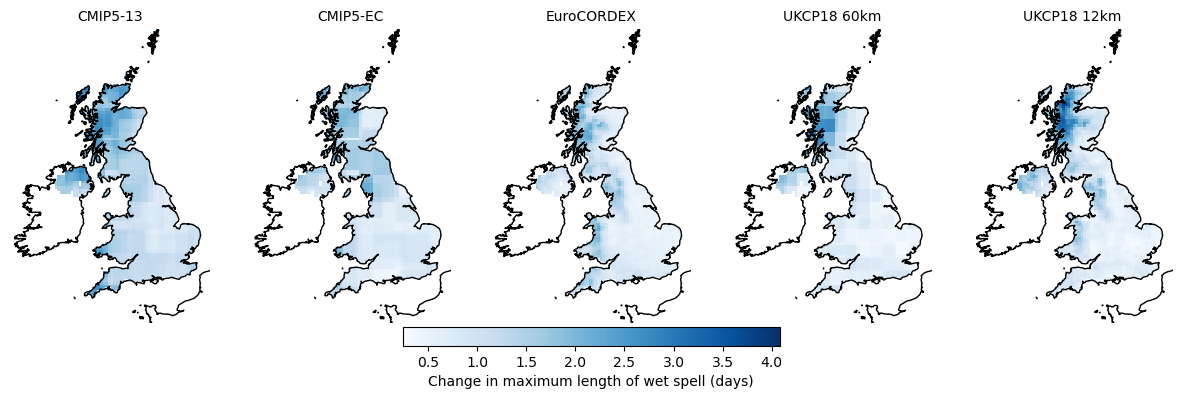 CMIP5-13 CMIP5-EC EuroCORDEX UKCP18 60km UKCP18 12km
0.5 1.0 1.5 2.0 2.5 3.0 3.5 4.0
Change in maximum length of wet spell (days)